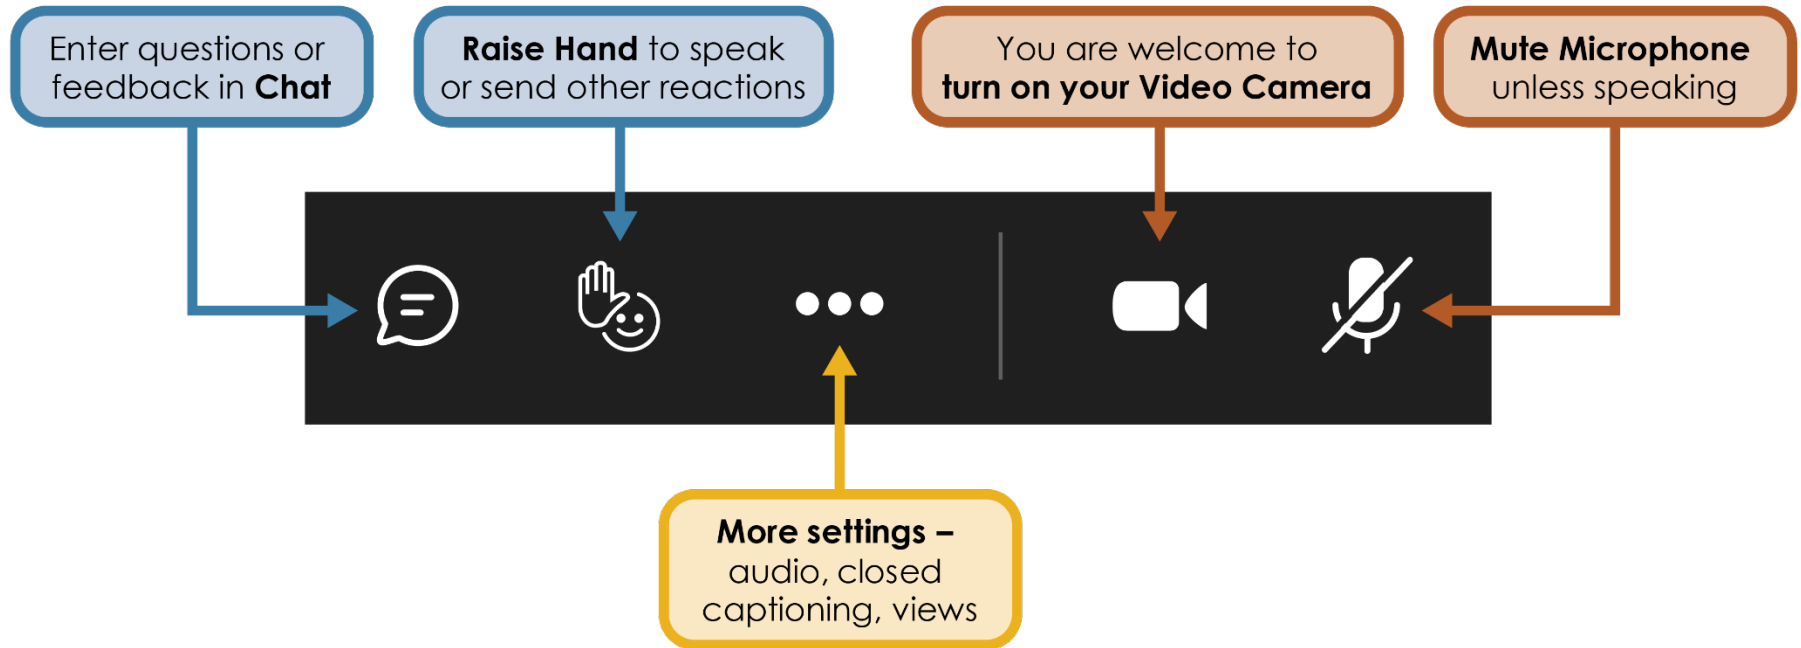 Enter questions or
feedback in Chat
Raise Hand to speak
or send other reactions
You are welcome to
turn on your Video Camera
Mute Microphone
unless speaking
More settings –
audio, closed
captioning, views